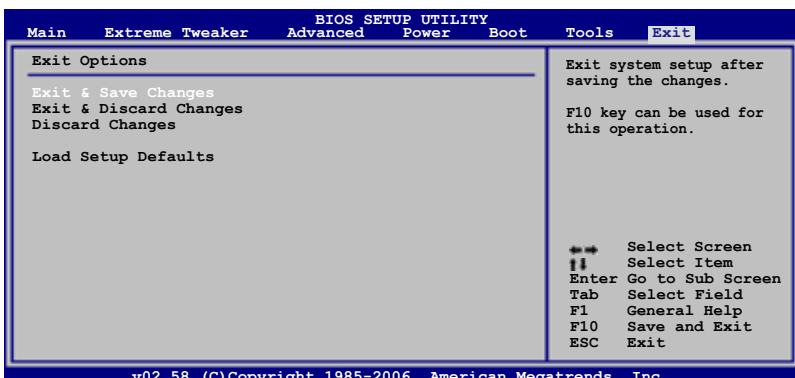 BIOS SETUP UTILITY
Main Extreme Tweaker Advanced Power Boot Tools Exit
Exit Options
Exit & Save Changes
Exit & Discard Changes
Discard Changes
Load Setup Defaults
Exit system setup after
saving the changes.
F10 key can be used for
this operation.
←→ Select Screen
↑↓ Select Item
Enter Go to Sub Screen
Tab Select Field
F1 General Help
F10 Save and Exit
ESC Exit
v02.58 (C)Copyright 1985-2006, American Megatrends, Inc.